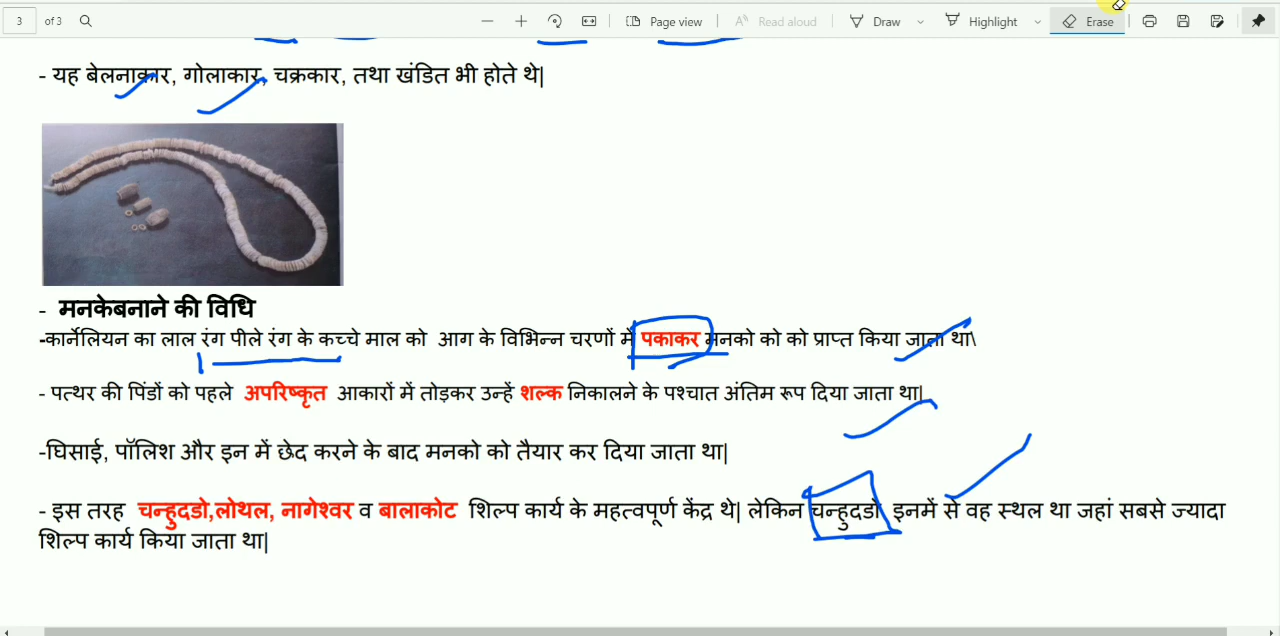 3 of 3 Page view Read aloud Draw Highlight Erase
- यह बेलनाकार, गोलाकार, चक्रकार, तथा खंडित भी होते थे|
- मनकेबनाने की विधि
-कार्नेलियन का लाल रंग पीले रंग के कच्चे माल को आग के विभिन्न चरणों में पकाकर मनको को को प्राप्त किया जाता था\
- पत्थर की पिंडों को पहले अपरिष्कृत आकारों में तोड़कर उन्हें शल्क निकालने के पश्चात अंतिम रूप दिया जाता था|
-घिसाई, पॉलिश और इन में छेद करने के बाद मनको को तैयार कर दिया जाता था|
- इस तरह चन्हुदडो,लोथल, नागेश्वर व बालाकोट शिल्प कार्य के महत्वपूर्ण केंद्र थे| लेकिन चन्हुदडो इनमें से वह स्थल था जहां सबसे ज्यादा
शिल्प कार्य किया जाता था|